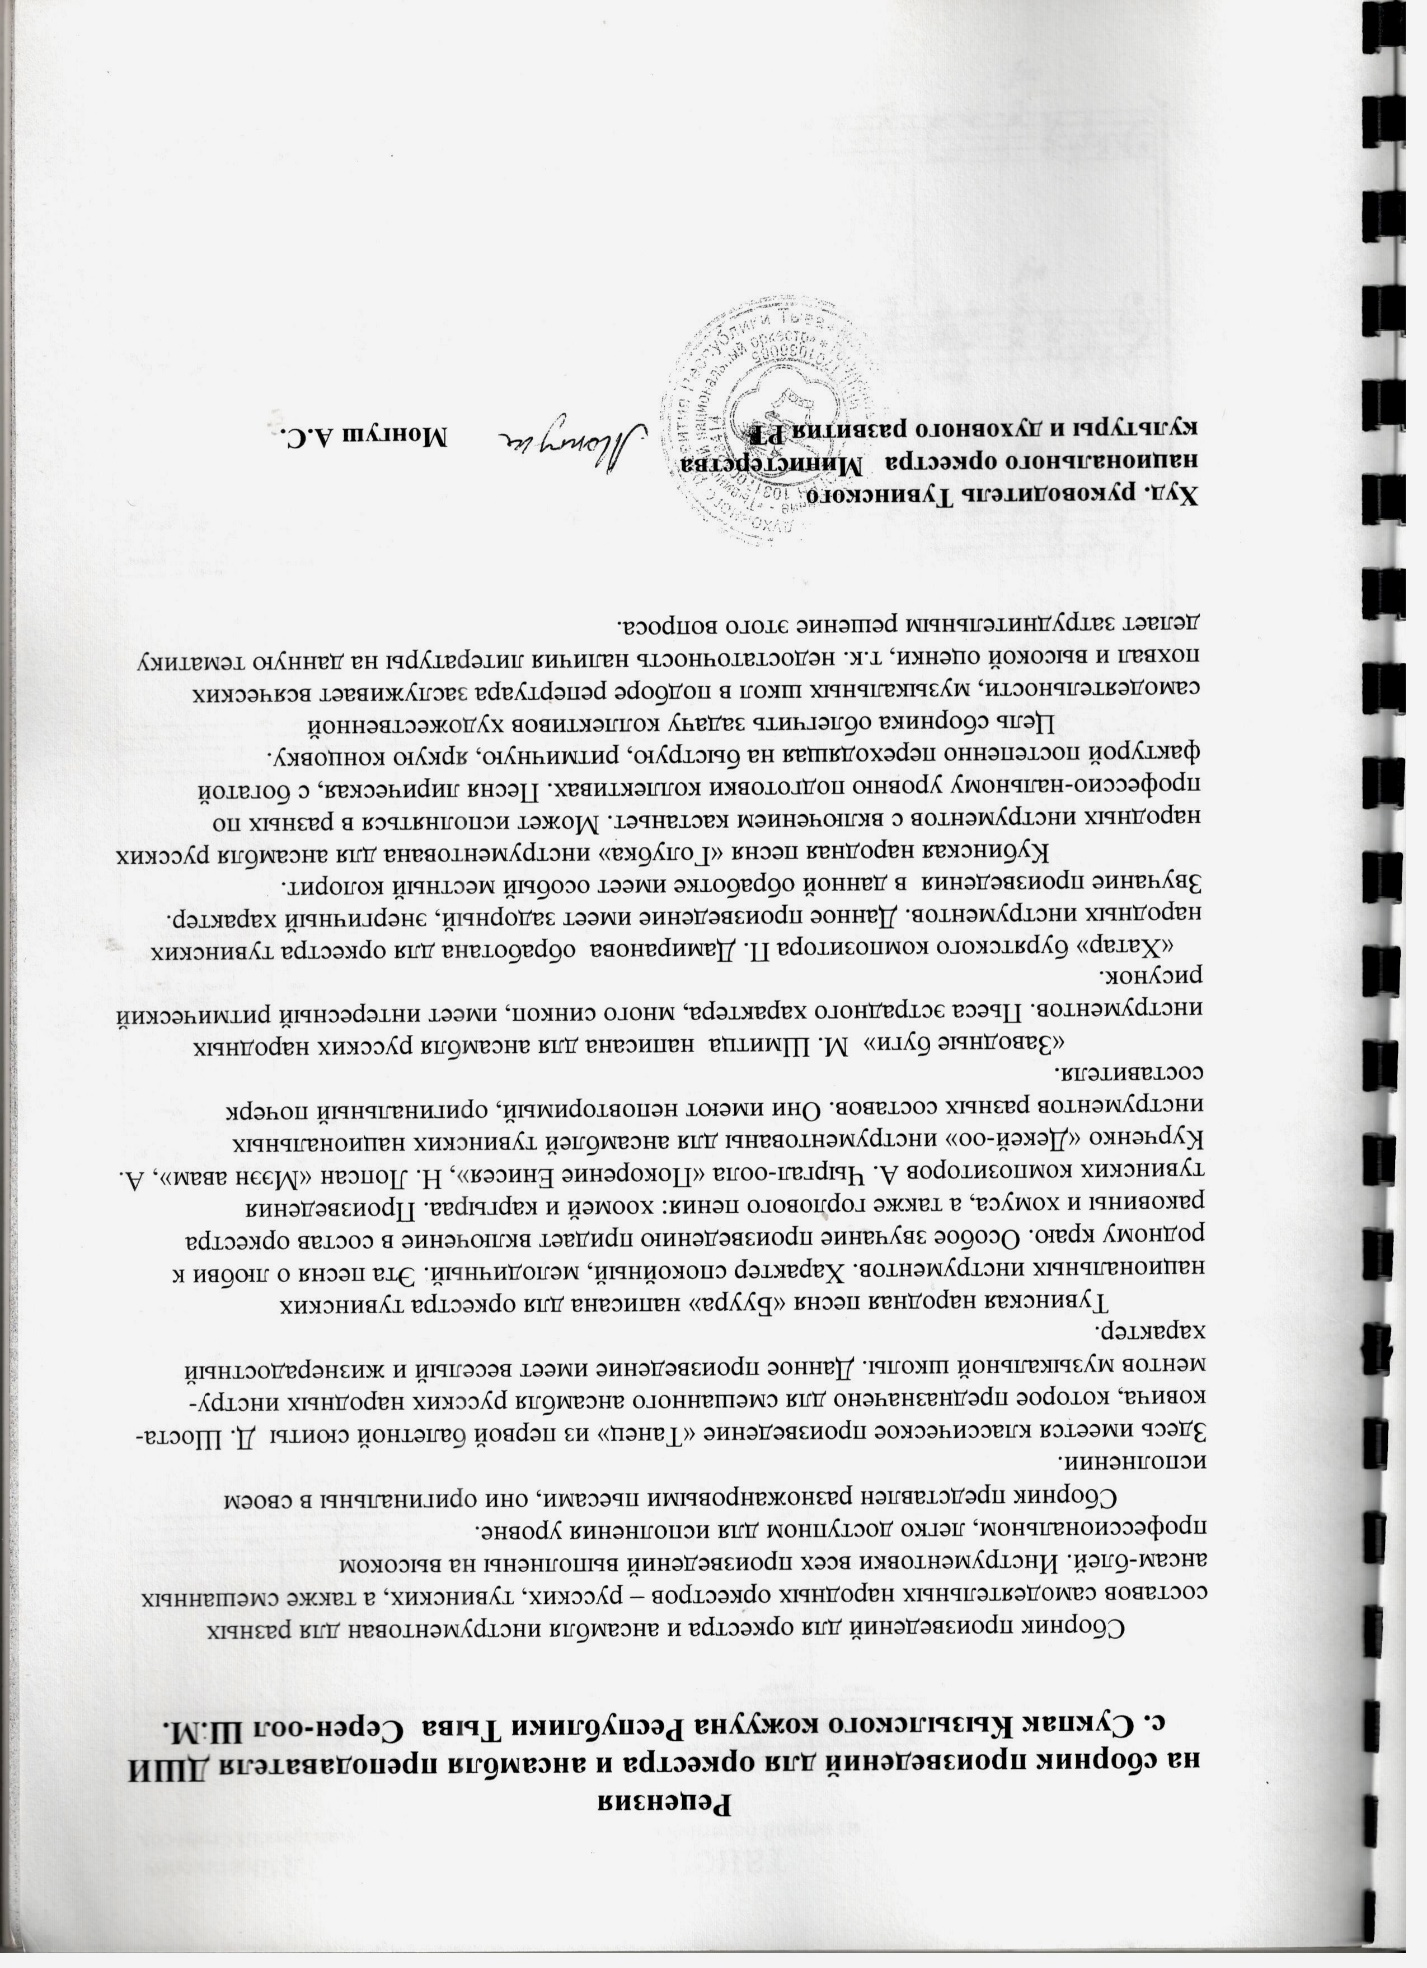 Рецензия
на сборник произведений для оркестра и ансамбля преподавателя ДШИ
с. Сукпак Кызылского кожууна Республики Тыва Серен-оол Ш.М.
Сборник произведений для оркестра и ансамбля инструментован для разных
составов самодеятельных народных оркестров – русских, тувинских, а также смешанных
ансам-блей. Инструментовки всех произведений выполнены на высоком
профессиональном, легко доступном для исполнения уровне.
Сборник представлен разножанровыми пьесами, они оригинальны в своем
исполнении.
Здесь имеется классическое произведение «Танец» из первой балетной сюиты Д. Шоста-
ковича, которое предназначено для смешанного ансамбля русских народных инстру-
ментов музыкальной школы. Данное произведение имеет веселый и жизнерадостный
характер.
Тувинская народная песня «Буура» написана для оркестра тувинских
национальных инструментов. Характер спокойный, мелодичный. Эта песня о любви к
родному краю. Особое звучание произведению придает включение в состав оркестра
раковины и хомуса, а также горлового пения: хоомей и каргыраа. Произведения
тувинских композиторов А. Чыргал-оола «Покорение Енисея», Н. Лопсан «Мээн авам», А.
Курченко «Декей-оо» инструментованы для ансамблей тувинских национальных
инструментов разных составов. Они имеют неповторимый, оригинальный почерк
составителя.
«Заводные буги» М. Шмитца написана для ансамбля русских народных
инструментов. Пьеса эстрадного характера, много синкоп, имеет интересный ритмический
рисунок.
«Хатар» бурятского композитора П. Дамиранова обработана для оркестра тувинских
народных инструментов. Данное произведение имеет задорный, энергичный характер.
Звучание произведения в данной обработке имеет особый местный колорит.
Кубинская народная песня «Голубка» инструментована для ансамбля русских
народных инструментов с включением кастаньет. Может исполняться в разных по
профессио-нальному уровню подготовки коллективах. Песня лирическая, с богатой
фактурой постепенно переходящая на быструю, ритмичную, яркую концовку.
Цель сборника облегчить задачу коллективов художественной
самодеятельности, музыкальных школ в подборе репертуара заслуживает всяческих
похвал и высокой оценки, т.к. недостаточность наличия литературы на данную тематику
делает затруднительным решение этого вопроса.
Худ. руководитель Тувинского
национального оркестра Министерства
культуры и духовного развития РТ Монгуш Монгуш А.С.